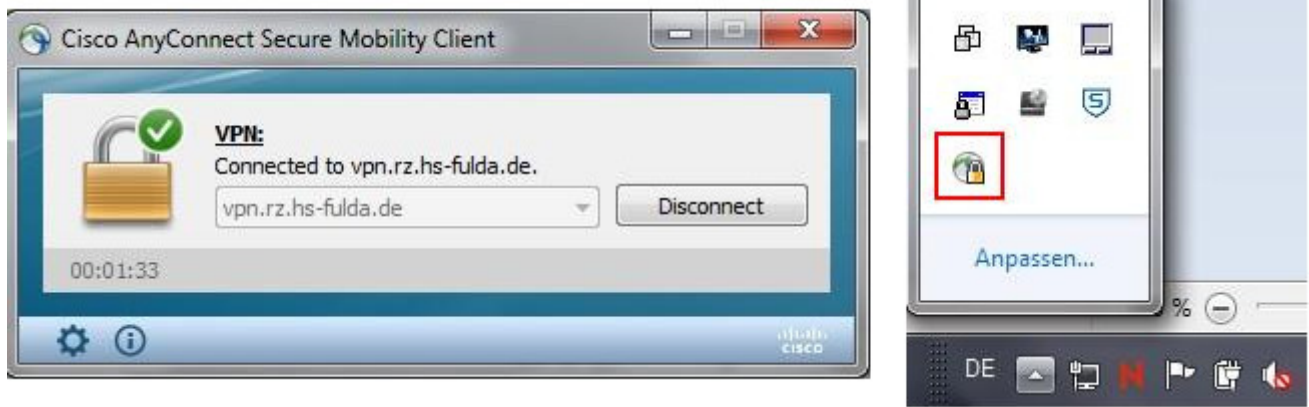 Cisco AnyConnect Secure Mobility Client
VPN:
Connected to vpn.rz.hs-fulda.de.
vpn.rz.hs-fulda.de
Disconnect
00:01:33
CISCO
S
Anpassen...
%
DE
N